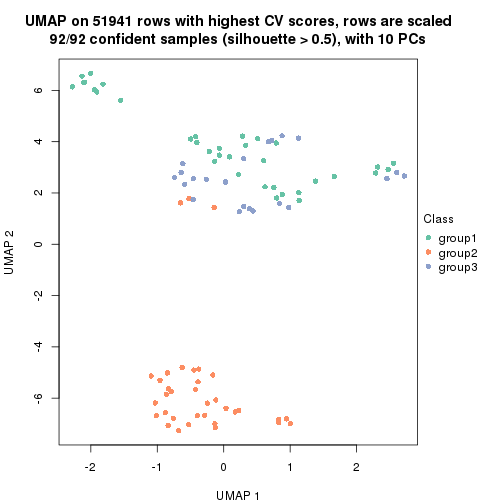 UMAP on 51941 rows with highest CV scores, rows are scaled
92/92 confident samples (silhouette > 0.5), with 10 PCs
6
4
2
0
-2
-4
-6
UMAP 2
-2
-1
0
1
2
UMAP 1
Class
group1
group2
group3